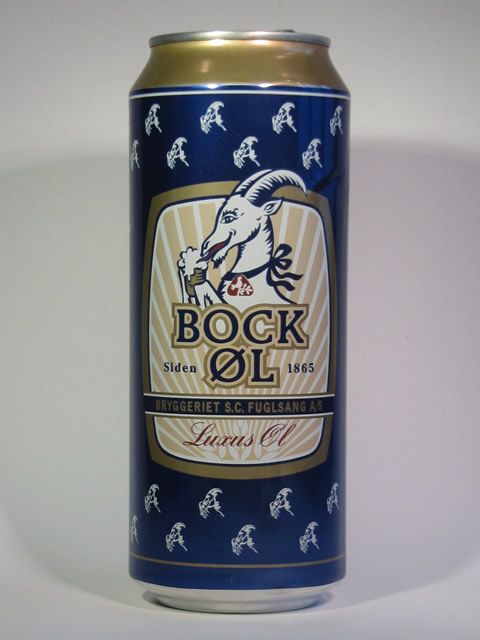 BOCK
Siden ØL 1865
BRYGGERIET S.C. FUGLSANG A/S
Luxus Øl